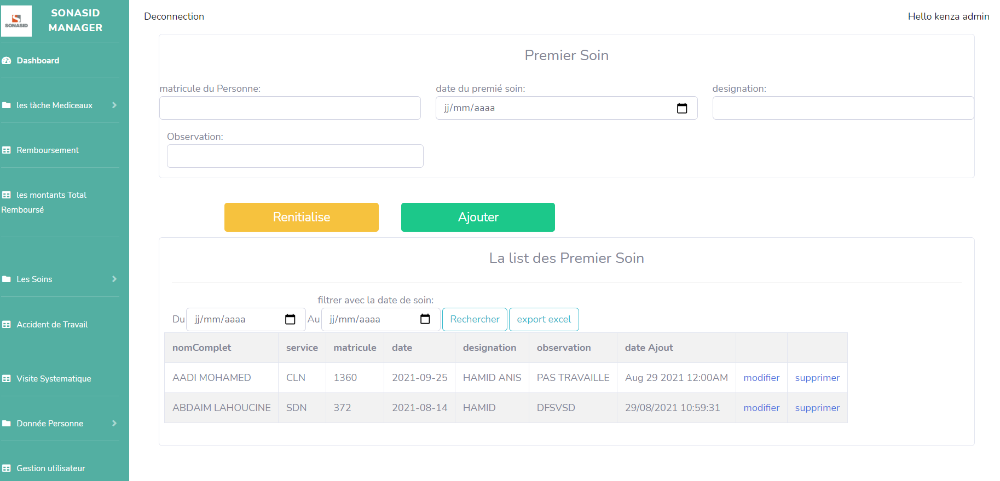 SONASID
SONASID
MANAGER
Dashboard
les tàche Mediceaux
Remboursement
les montants Total
Remboursé
Les Soins
Accident de Travail
Visite Systematique
Donnée Personne
Gestion utilisateur
Deconnection
Hello kenza admin
Premier Soin
matricule du Personne:
date du premié soin:
designation:
jj/mm/aaaa
Observation:
Renitialise
Ajouter
La list des Premier Soin
filtrer avec la date de soin:
Du jj/mm/aaaa Au jj/mm/aaaa Rechercher export excel
nomComplet service matricule date designation observation date Ajout
AADI MOHAMED CLN 1360 2021-09-25 HAMID ANIS PAS TRAVAILLE Aug 29 2021 12:00AM modifier supprimer
ABDAIM LAHOUCINE SDN 372 2021-08-14 HAMID DFSVSD 29/08/2021 10:59:31 modifier supprimer